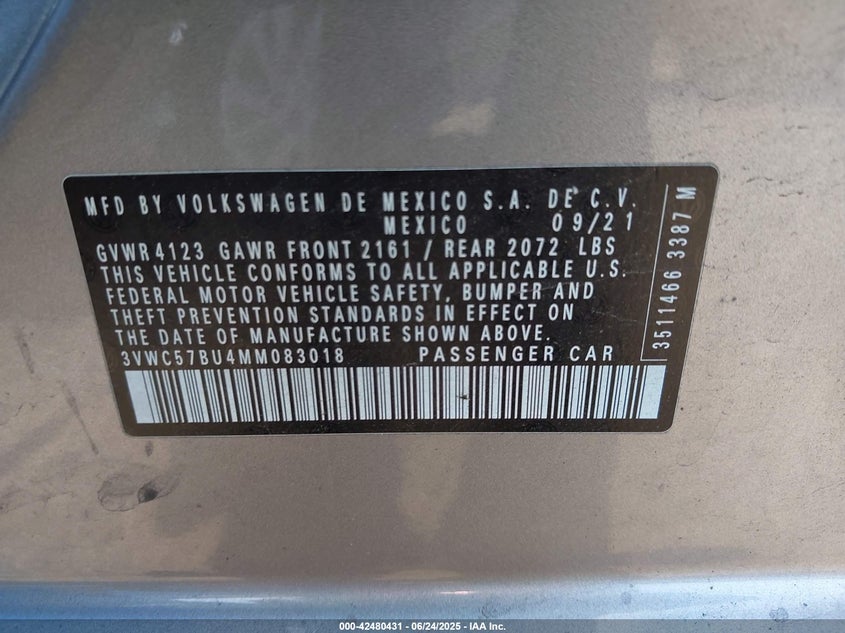 MFD BY VOLKSWAGEN DE MEXICO S.A. DE C.V.
MEXICO 09/21
GVWR 4123 GAWR FRONT 2161 / REAR 2072 LBS
THIS VEHICLE CONFORMS TO ALL APPLICABLE U.S.
FEDERAL MOTOR VEHICLE SAFETY, BUMPER AND
THEFT PREVENTION STANDARDS IN EFFECT ON
THE DATE OF MANUFACTURE SHOWN ABOVE.
3VWC57BU4MM083018 PASSENGER CAR
3511466 3387 M
000-42480431 - 06/24/2025 - IAA Inc.